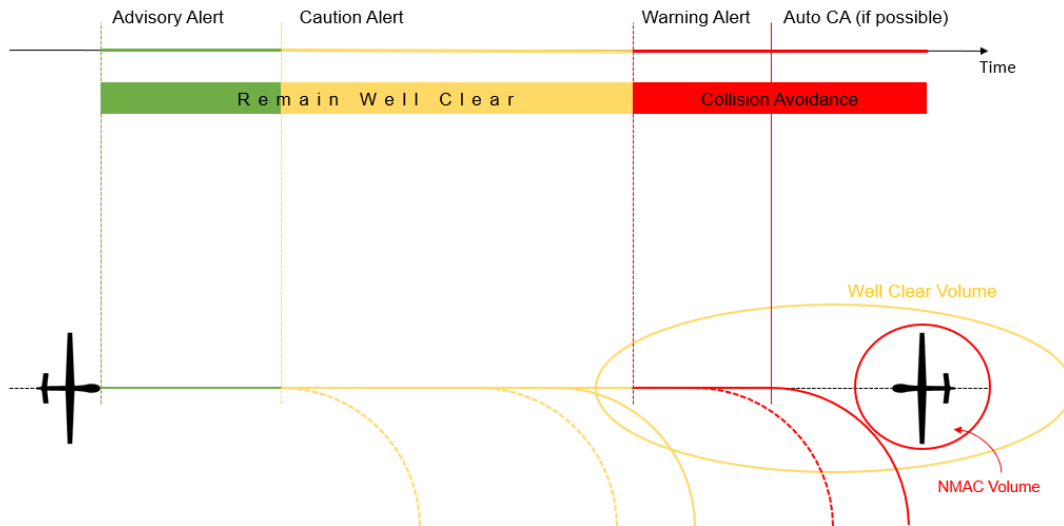 Advisory Alert
Caution Alert
Warning Alert
Auto CA (if possible)
Time
Remain Well Clear
Collision Avoidance
Well Clear Volume
NMAC Volume